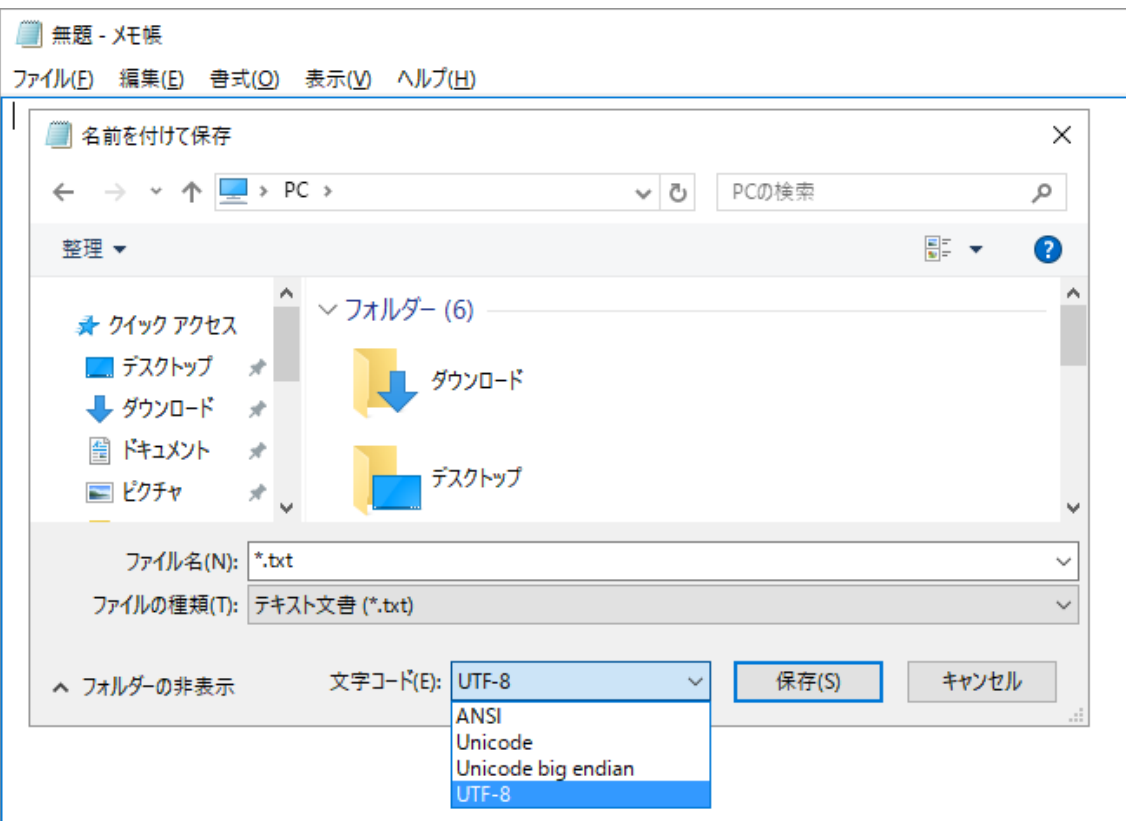 無題 - メモ帳
ファイル(F) 編集(E) 書式(O) 表示(V) ヘルプ(H)
名前を付けて保存
PC
PCの検索
整理
クイック アクセス
デスクトップ
ダウンロード
ドキュメント
ピクチャ
フォルダー (6)
ダウンロード
デスクトップ
ファイル名(N): *.txt
ファイルの種類(T): テキスト文書 (*.txt)
フォルダーの非表示
文字コード(E): UTF-8
保存(S)
キャンセル
ANSI
Unicode
Unicode big endian
UTF-8